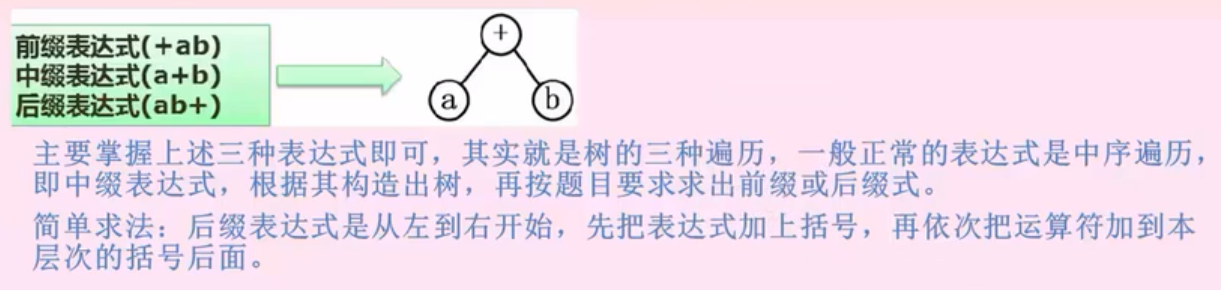 前缀表达式(+ab)
中缀表达式(a+b)
后缀表达式(ab+)
+
a
b
主要掌握上述三种表达式即可，其实就是树的三种遍历，一般正常的表达式是中序遍历，
即中缀表达式，根据其构造出树，再按题目要求求出前缀或后缀式。
简单求法：后缀表达式是从左到右开始，先把表达式加上括号，再依次把运算符加到本
层次的括号后面。